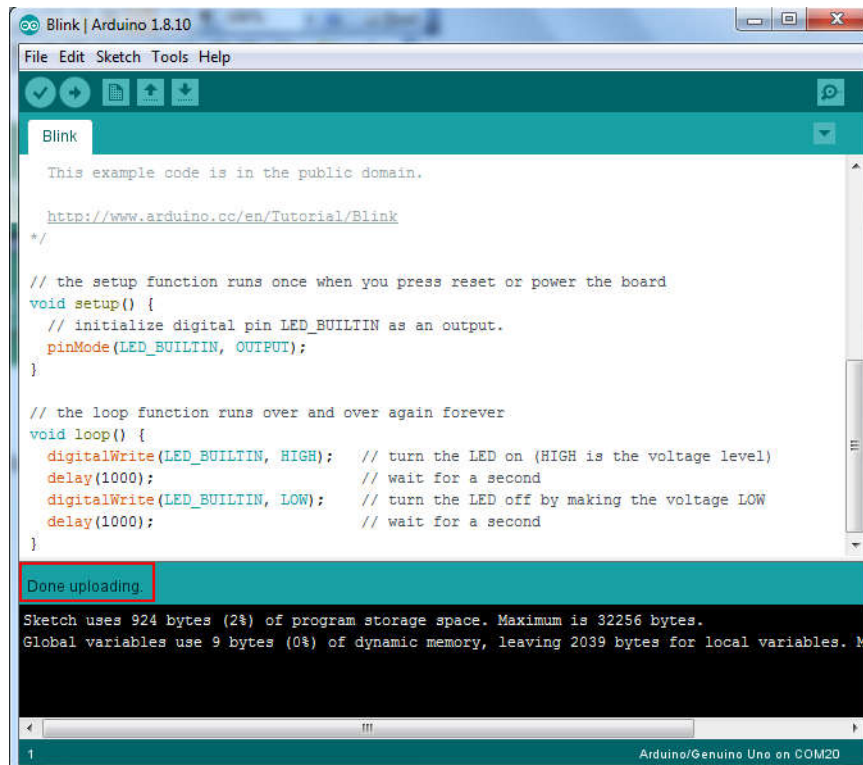 Blink | Arduino 1.8.10
File Edit Sketch Tools Help
Blink
This example code is in the public domain.
http://www.arduino.cc/en/Tutorial/Blink
*/
// the setup function runs once when you press reset or power the board
void setup() {
// initialize digital pin LED_BUILTIN as an output.
pinMode(LED_BUILTIN, OUTPUT);
}
// the loop function runs over and over again forever
void loop() {
digitalWrite(LED_BUILTIN, HIGH); // turn the LED on (HIGH is the voltage level)
delay(1000); // wait for a second
digitalWrite(LED_BUILTIN, LOW); // turn the LED off by making the voltage LOW
delay(1000); // wait for a second
}
Done uploading.
Sketch uses 924 bytes (2%) of program storage space. Maximum is 32256 bytes.
Global variables use 9 bytes (0%) of dynamic memory, leaving 2039 bytes for local variables. M
1 Arduino/Genuino Uno on COM20